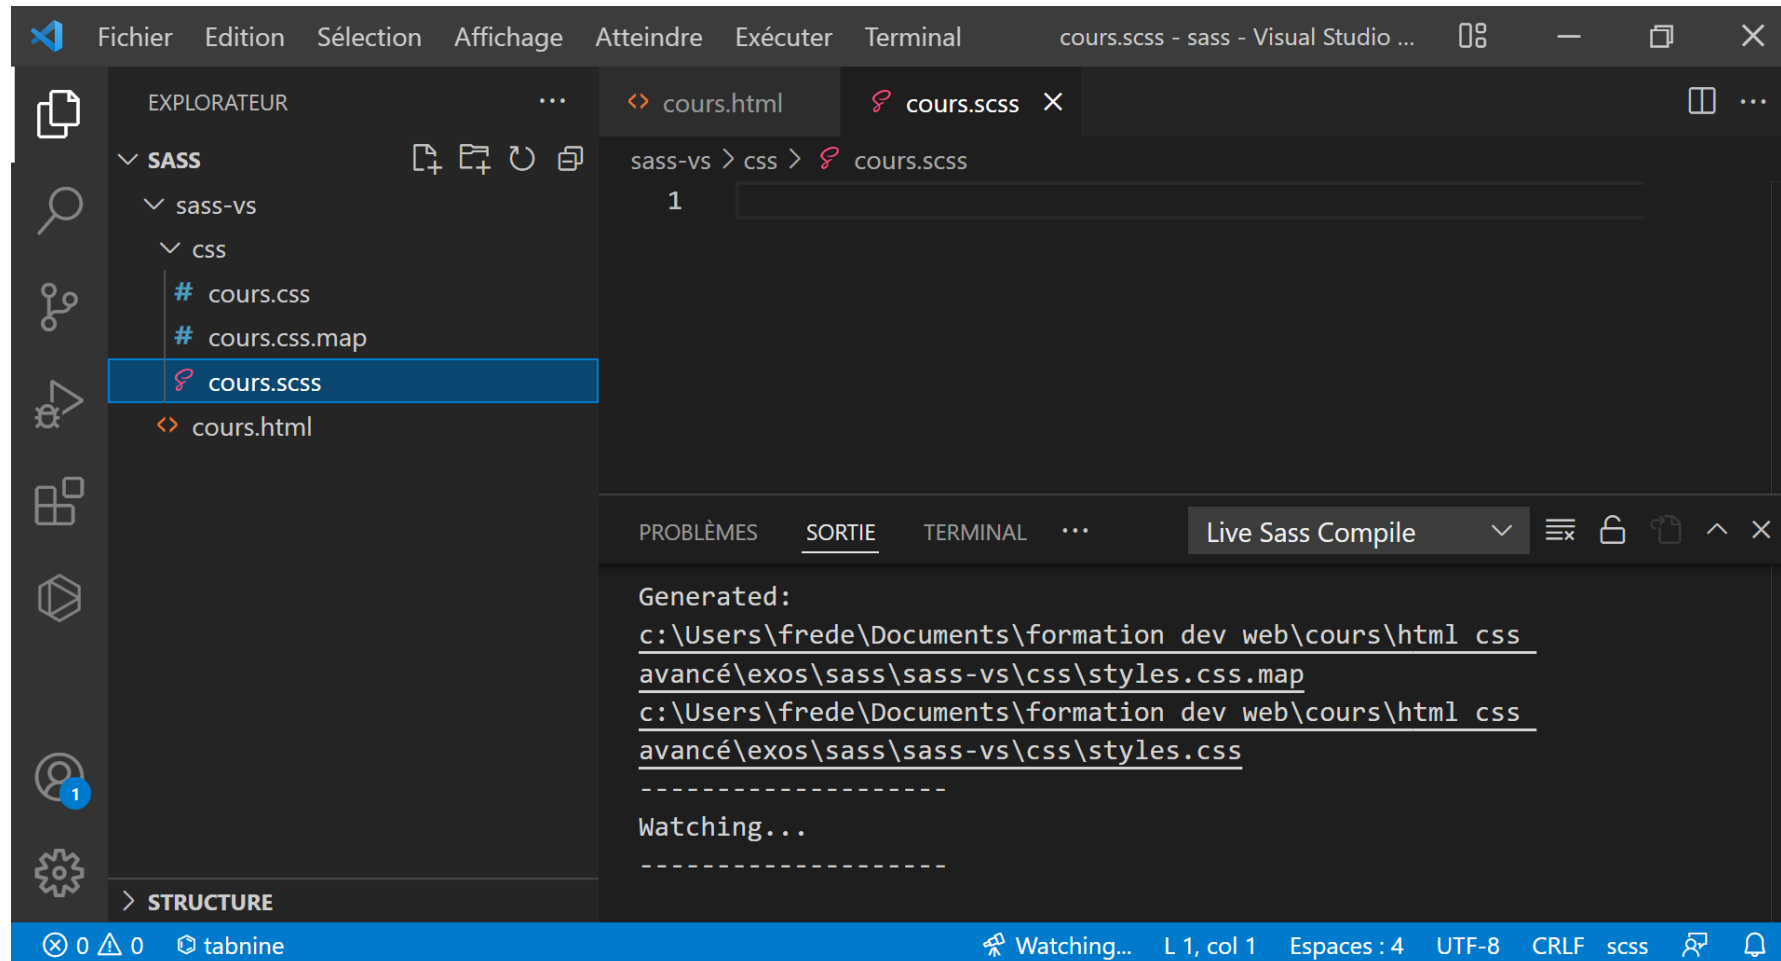 Fichier Edition Sélection Affichage Atteindre Exécuter Terminal cours.scss - sass - Visual Studio ...
EXPLORATEUR ... cours.html cours.scss
SASS
sass-vs > css > cours.scss
1
sass-vs
css
# cours.css
# cours.css.map
cours.scss
<> cours.html
PROBLÈMES SORTIE TERMINAL ... Live Sass Compile
Generated:
c:\Users\frede\Documents\formation dev web\cours\html css
avancé\exos\sass\sass-vs\css\styles.css.map
c:\Users\frede\Documents\formation dev web\cours\html css
avancé\exos\sass\sass-vs\css\styles.css
--------------------
Watching...
--------------------
1
> STRUCTURE
0 0 tabnine Watching... L 1, col 1 Espaces : 4 UTF-8 CRLF scss